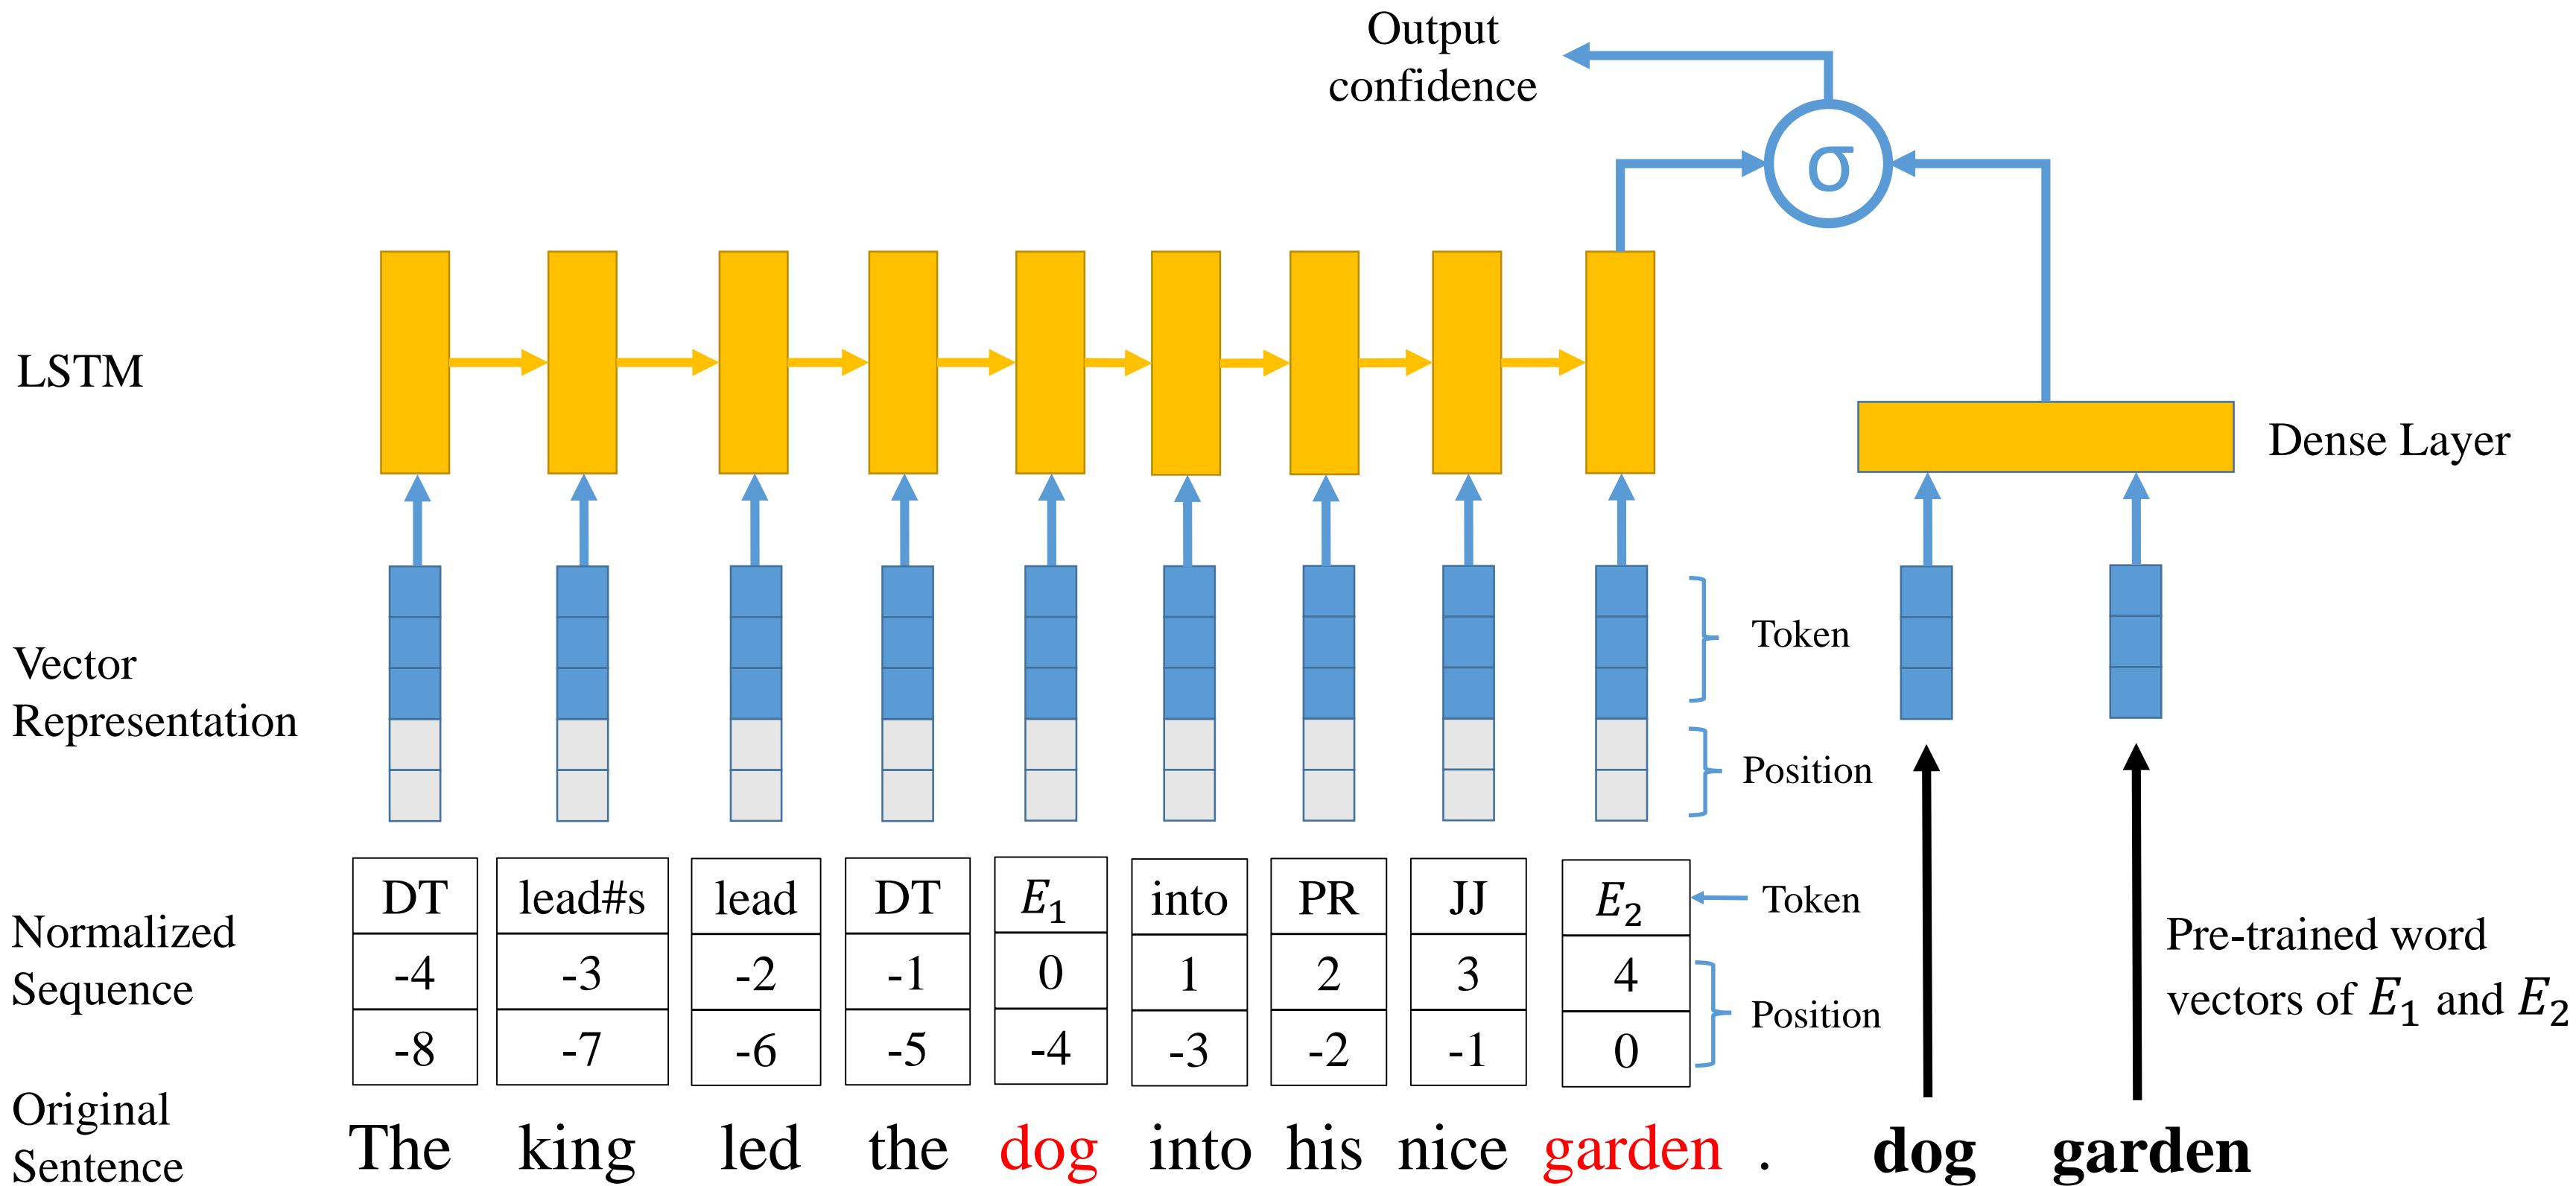 Output
confidence
σ
LSTM
Dense Layer
Vector
Representation
Token
Position
Normalized
Sequence
DT lead#s lead DT E₁ into PR JJ E₂
Token
-4 -3 -2 -1 0 1 2 3 4
-8 -7 -6 -5 -4 -3 -2 -1 0
Position
Pre-trained word
vectors of E₁ and E₂
Original
Sentence
The king led the dog into his nice garden .
dog garden